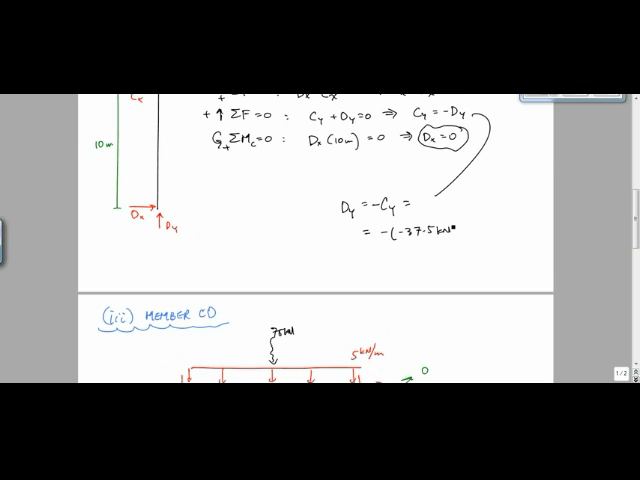 Cx
+↑ ΣF=0 : Cy + Dy=0 ⇒ Cy = -Dy
G+ ΣMc=0 : Dx (10m) = 0 ⇒ Dx = 0
10m
Dx
Dy
Dy = -Cy =
= -(-37.5kN
(iii) MEMBER CD
75kN
5kN/m
0
1/2